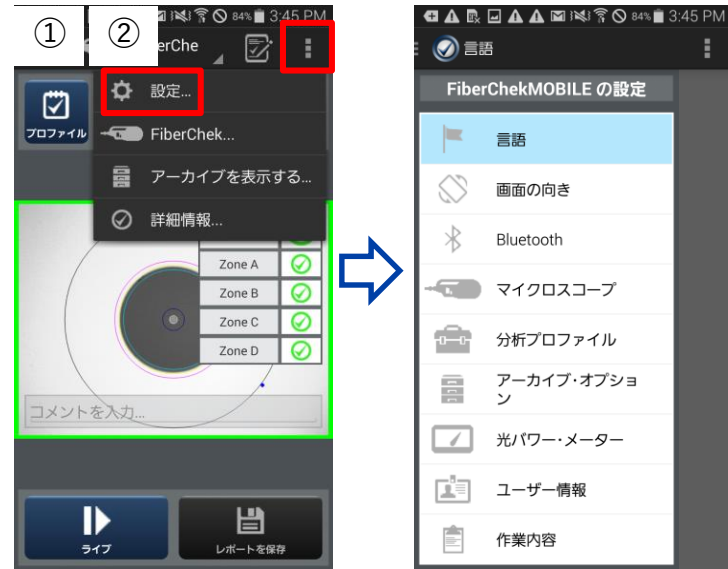 84% 3:45 PM
① ② erChe
設定...
プロファイル
FiberChek...
アーカイブを表示する...
詳細情報...
Zone A
Zone B
Zone C
Zone D
コメントを入力...
ライブ
レポートを保存
84% 3:45 PM
言語
FiberChekMOBILE の設定
言語
画面の向き
Bluetooth
マイクロスコープ
分析プロファイル
アーカイブ・オプショ
ン
光パワー・メーター
ユーザー情報
作業内容